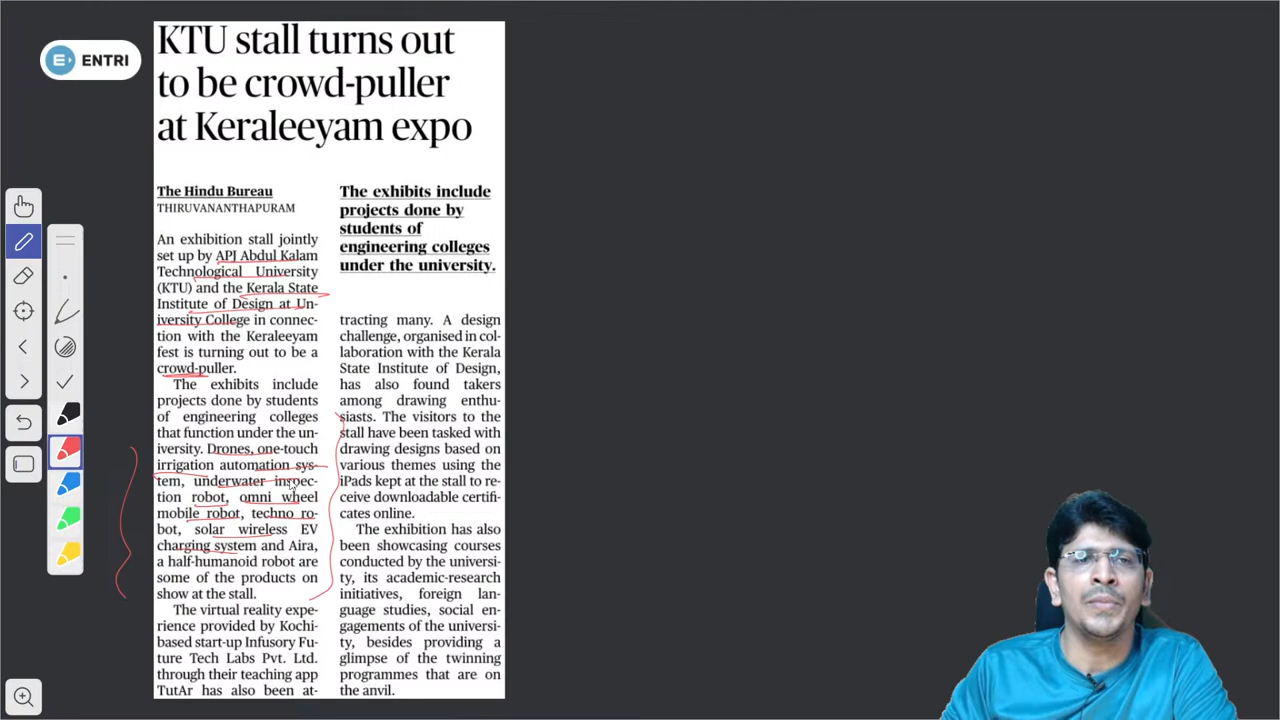 ENTRI
KTU stall turns out
to be crowd-puller
at Keraleeyam expo
The Hindu Bureau
THIRUVANANTHAPURAM
An exhibition stall jointly
set up by APJ Abdul Kalam
Technological University
(KTU) and the Kerala State
Institute of Design at Un-
iversity College in connec-
tion with the Keraleeyam
fest is turning out to be a
crowd-puller.
The exhibits include
projects done by students
of engineering colleges
that function under the un-
iversity. Drones, one-touch
irrigation automation sys-
tem, underwater inspec-
tion robot, omni wheel
mobile robot, techno ro-
bot, solar wireless EV
charging system and Aira,
a half-humanoid robot are
some of the products on
show at the stall.
The virtual reality expe-
rience provided by Kochi-
based start-up Infusory Fu-
ture Tech Labs Pvt. Ltd.
through their teaching app
TutAr has also been at-
The exhibits include
projects done by
students of
engineering colleges
under the university.
tracting many. A design
challenge, organised in col-
laboration with the Kerala
State Institute of Design,
has also found takers
among drawing enthu-
siasts. The visitors to the
stall have been tasked with
drawing designs based on
various themes using the
iPads kept at the stall to re-
ceive downloadable certifi-
cates online.
The exhibition has also
been showcasing courses
conducted by the universi-
ty, its academic-research
initiatives, foreign lan-
guage studies, social en-
gagements of the universi-
ty, besides providing a
glimpse of the twinning
programmes that are on
the anvil.